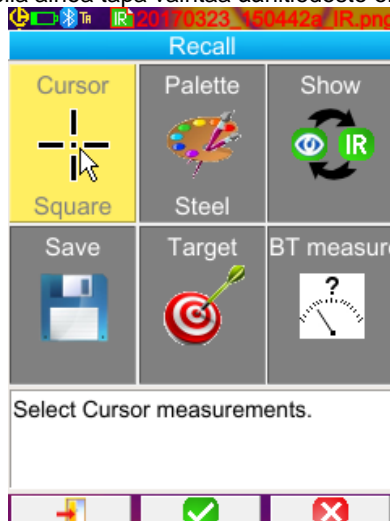 20170323_150442a_IR.png
Recall
Cursor Palette Show
IR
Square Steel
Save Target BT measure
?
Select Cursor measurements.